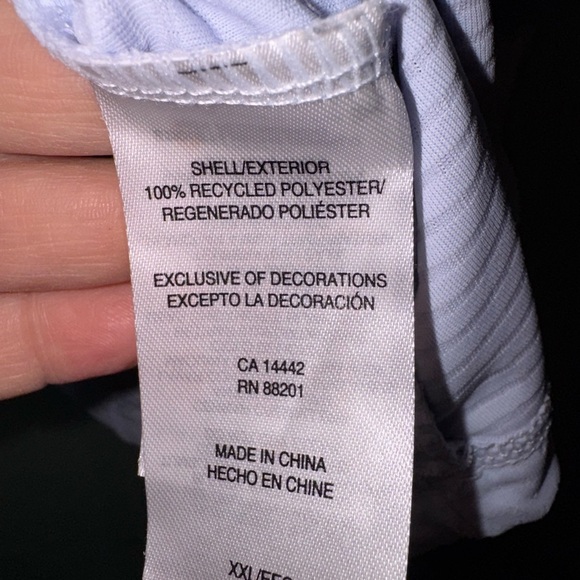 SHELL/EXTERIOR
100% RECYCLED POLYESTER/
REGENERADO POLIÉSTER
EXCLUSIVE OF DECORATIONS
EXCEPTO LA DECORACIÓN
CA 14442
RN 88201
MADE IN CHINA
HECHO EN CHINE